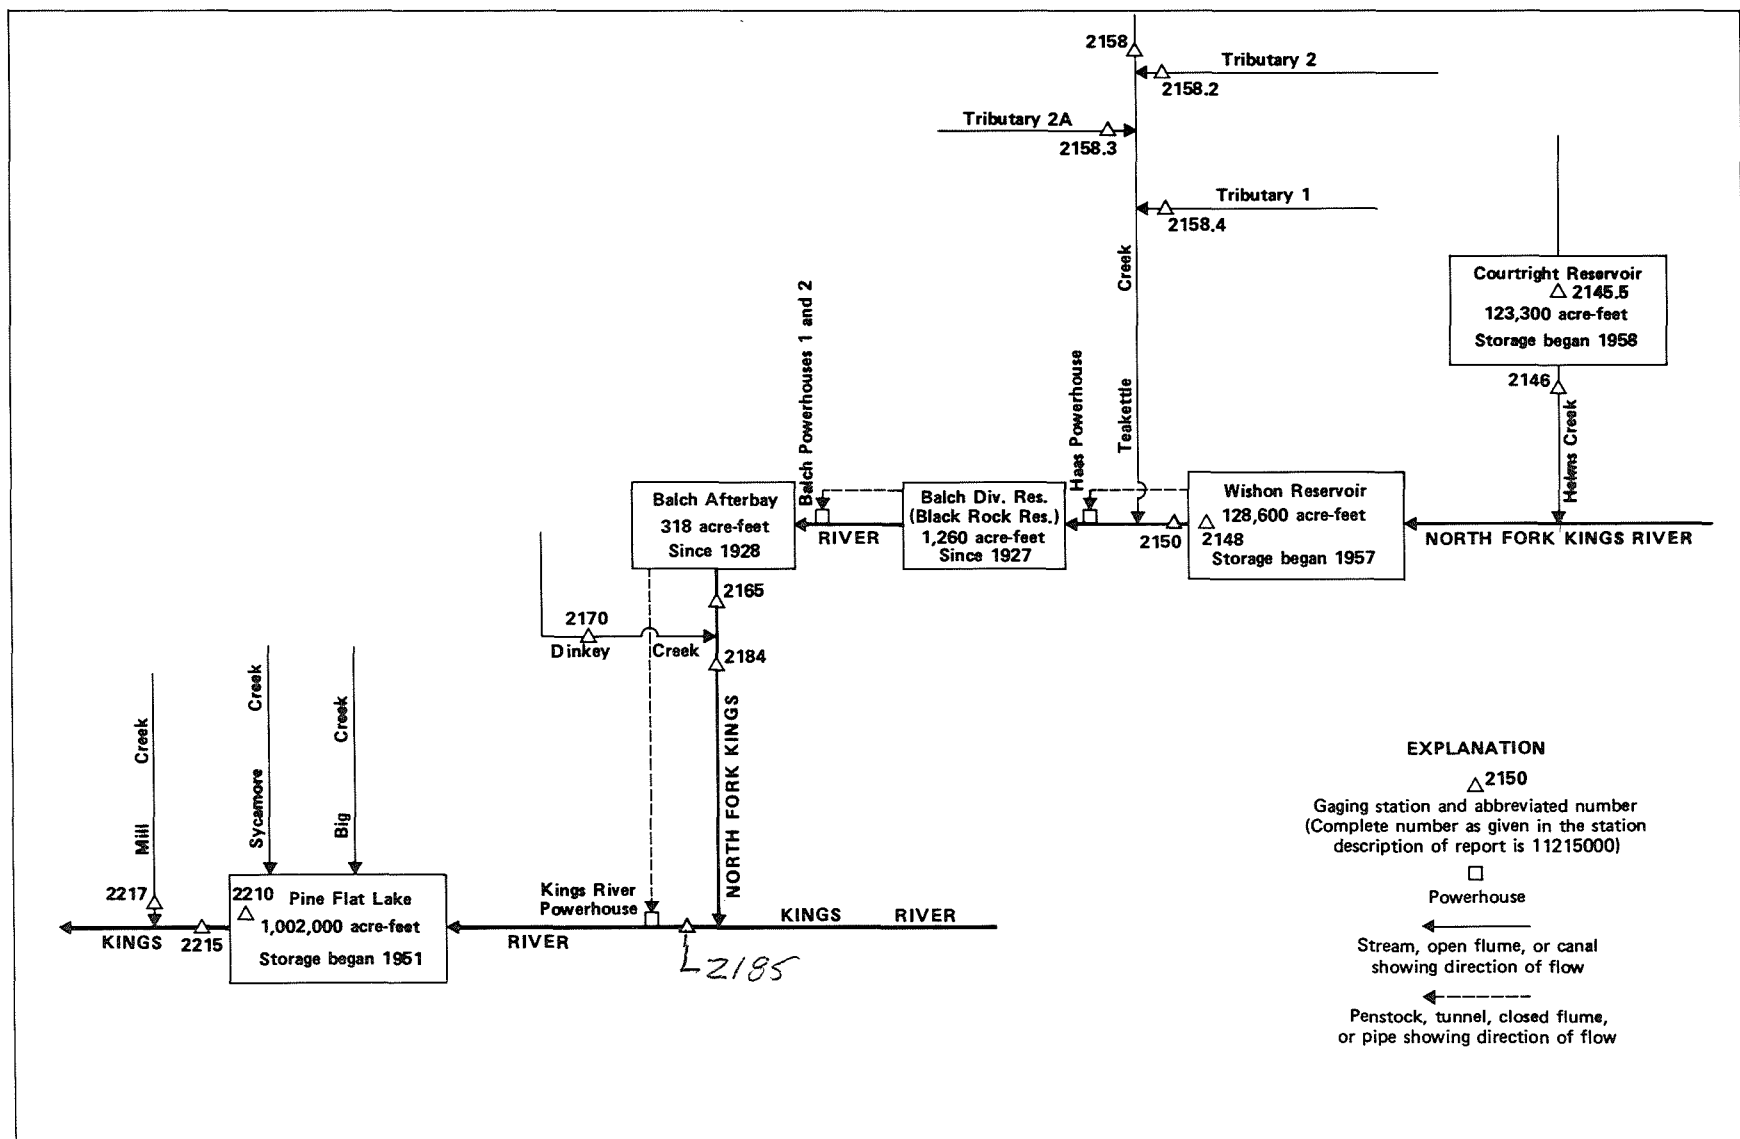 2158
Tributary 2
2158.2
Tributary 2A
2158.3
Tributary 1
2158.4
Teakettle Creek
Courtright Reservoir
2145.5
123,300 acre-feet
Storage began 1958
2146
Helms Creek
Balch Powerhouses 1 and 2
Haas Powerhouse
Balch Afterbay
318 acre-feet
Since 1928
RIVER
Balch Div. Res.
(Black Rock Res.)
1,260 acre-feet
Since 1927
2150
Wishon Reservoir
128,600 acre-feet
2148
Storage began 1957
NORTH FORK KINGS RIVER
2165
2170
Dinkey Creek
2184
NORTH FORK KINGS
Mill Creek
Sycamore Creek
Big Creek
2217
KINGS
2215
2210
Pine Flat Lake
1,002,000 acre-feet
Storage began 1951
RIVER
Kings River
Powerhouse
KINGS RIVER
2185
EXPLANATION
2150
Gaging station and abbreviated number
(Complete number as given in the station
description of report is 11215000)
Powerhouse
Stream, open flume, or canal
showing direction of flow
Penstock, tunnel, closed flume,
or pipe showing direction of flow